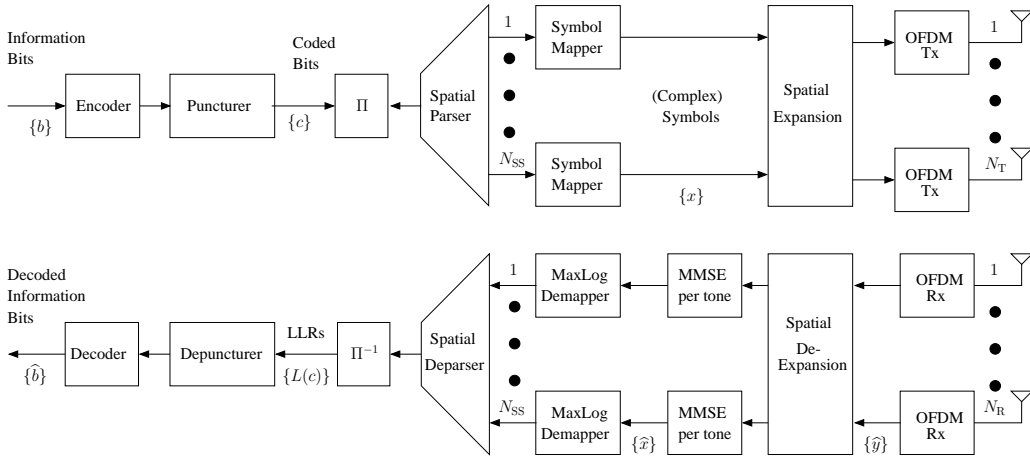 Information
Bits
{b}
Encoder
Puncturer
Coded
Bits
{c}
Π
Spatial
Parser
1
N_SS
Symbol
Mapper
Symbol
Mapper
(Complex)
Symbols
{x}
Spatial
Expansion
OFDM
Tx
OFDM
Tx
1
N_T
Decoded
Information
Bits
{b̂}
Decoder
Depuncturer
LLRs
{L(c)}
Π⁻¹
Spatial
Deparser
1
N_SS
MaxLog
Demapper
MaxLog
Demapper
{x̂}
MMSE
per tone
MMSE
per tone
Spatial
De-
Expansion
{ŷ}
OFDM
Rx
OFDM
Rx
1
N_R